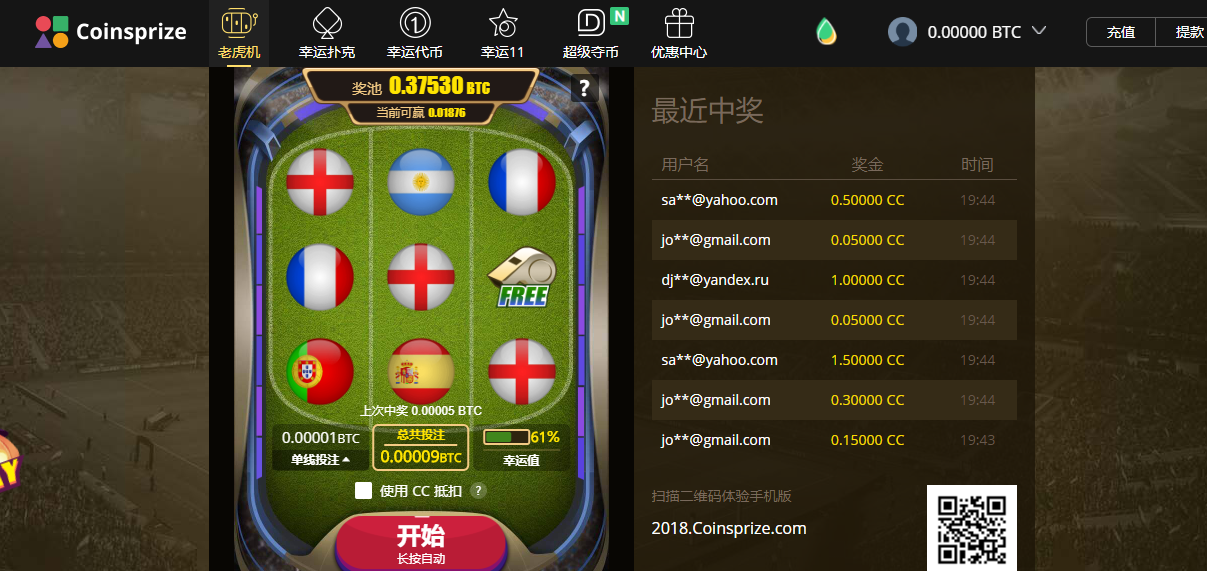 Coinsprize
老虎机
幸运扑克
幸运代币
幸运11
N
超级夺币
优惠中心
0.00000 BTC
充值
提款
奖池 0.37530 BTC
?
当前可赢 0.01876
FREE
上次中奖 0.00005 BTC
0.00001BTC
单线投注
总共投注
0.00009BTC
61%
幸运值
使用 CC 抵扣 ?
开始
长按自动
最近中奖
用户名 奖金 时间
sa**@yahoo.com 0.50000 CC 19:44
jo**@gmail.com 0.05000 CC 19:44
dj**@yandex.ru 1.00000 CC 19:44
jo**@gmail.com 0.05000 CC 19:44
sa**@yahoo.com 1.50000 CC 19:44
jo**@gmail.com 0.30000 CC 19:44
jo**@gmail.com 0.15000 CC 19:43
扫描二维码体验手机版
2018.Coinsprize.com